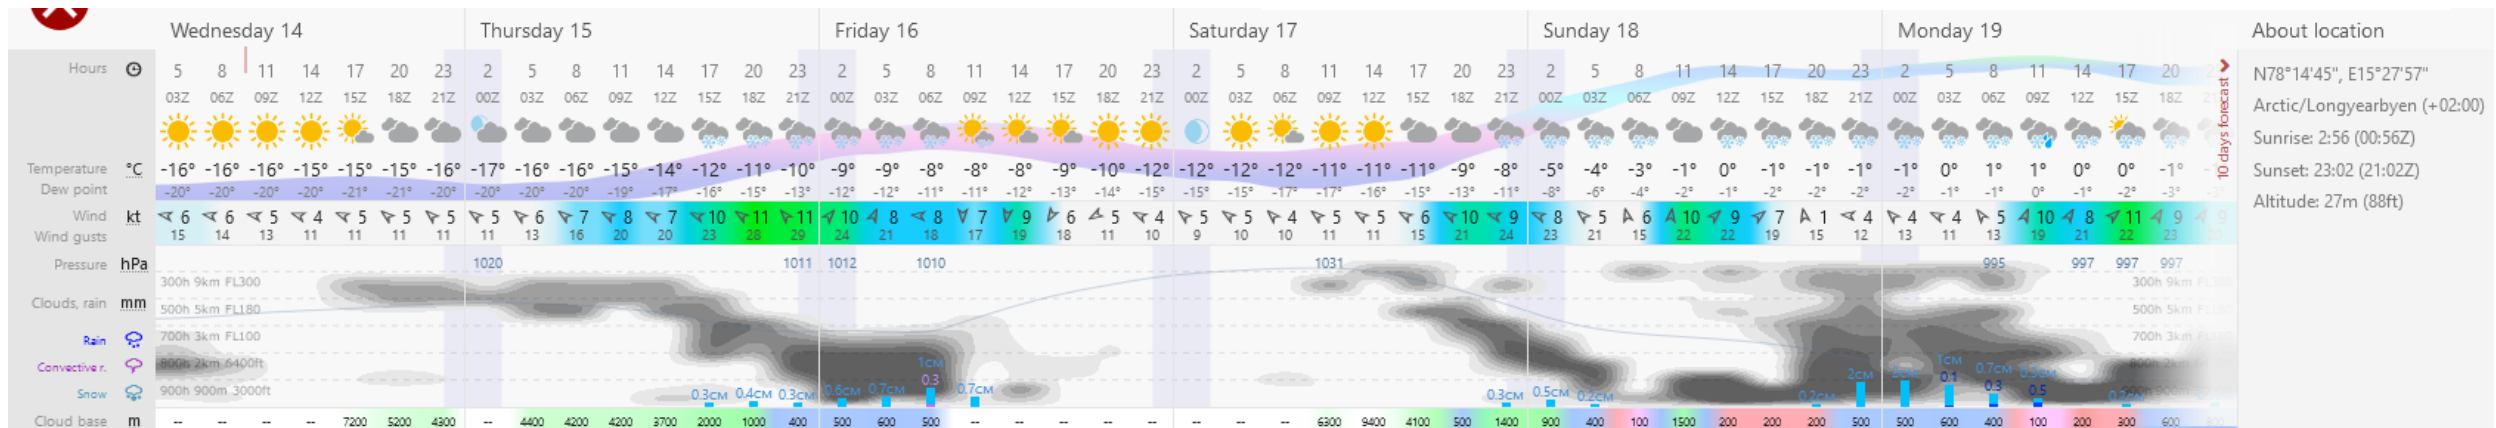 Wednesday 14 Thursday 15 Friday 16 Saturday 17 Sunday 18 Monday 19 About location
Hours 5 8 11 14 17 20 23 2 5 8 11 14 17 20 23 2 5 8 11 14 17 20 23 2 5 8 11 14 17 20 23 2 5 8 11 14 17 20 23 2 5 8 11 14 17 20
N78°14'45", E15°27'57"
03Z 06Z 09Z 12Z 15Z 18Z 21Z 00Z 03Z 06Z 09Z 12Z 15Z 18Z 21Z 00Z 03Z 06Z 09Z 12Z 15Z 18Z 21Z 00Z 03Z 06Z 09Z 12Z 15Z 18Z 21Z 00Z 03Z 06Z 09Z 12Z 15Z 18Z 21Z 00Z 03Z 06Z 09Z 12Z 15Z 18Z
Arctic/Longyearbyen (+02:00)
10 days forecast
Sunrise: 2:56 (00:56Z)
Temperature °C -16° -16° -16° -15° -15° -15° -16° -17° -16° -16° -15° -14° -12° -11° -10° -9° -9° -8° -8° -8° -9° -10° -12° -12° -12° -12° -11° -11° -11° -9° -8° -5° -4° -3° -1° 0° -1° -1° -1° -1° 0° 1° 1° 0° 0° -1°
Sunset: 23:02 (21:02Z)
Dew point -20° -20° -20° -20° -21° -21° -20° -20° -20° -20° -19° -17° -16° -15° -13° -12° -12° -11° -11° -12° -13° -14° -15° -15° -15° -17° -17° -16° -15° -13° -11° -8° -6° -4° -2° -1° -2° -2° -2° -2° -1° -1° 0° -1° -2° -3°
Altitude: 27m (88ft)
Wind kt 6 6 5 4 5 5 5 5 6 7 8 7 10 11 11 10 8 8 7 9 6 5 4 5 5 4 5 5 6 10 9 8 5 6 10 9 7 1 4 4 4 5 10 8 11 9
Wind gusts 15 14 13 11 11 11 11 11 13 16 20 20 23 28 29 24 21 18 17 19 18 11 10 9 10 10 11 11 15 21 24 23 21 15 22 22 19 15 12 13 11 13 19 21 22 23
Pressure hPa 1020 1011 1012 1010 1031 995 997 997 997
300h 9km FL300 300h 9km
Clouds, rain mm
500h 5km FL180 500h 5km
Rain 700h 3km FL100 700h 3km
Convective r. 800h 2km 6400ft 1см 1см 0.7см
Snow 900h 900m 3000ft 0.3см 0.4см 0.3см 0.6см 0.7см 0.3 0.7см 0.3см 0.5см 0.2см 0.2см 2см 2см 0.1 0.3 0.5 0.2см
Cloud base m -- -- -- -- 7200 5200 4300 -- 4400 4200 4200 3700 2000 1000 400 500 600 500 -- -- -- -- -- -- -- -- 6300 9400 4100 500 1400 900 400 100 1500 200 200 200 500 500 600 400 100 200 300 600